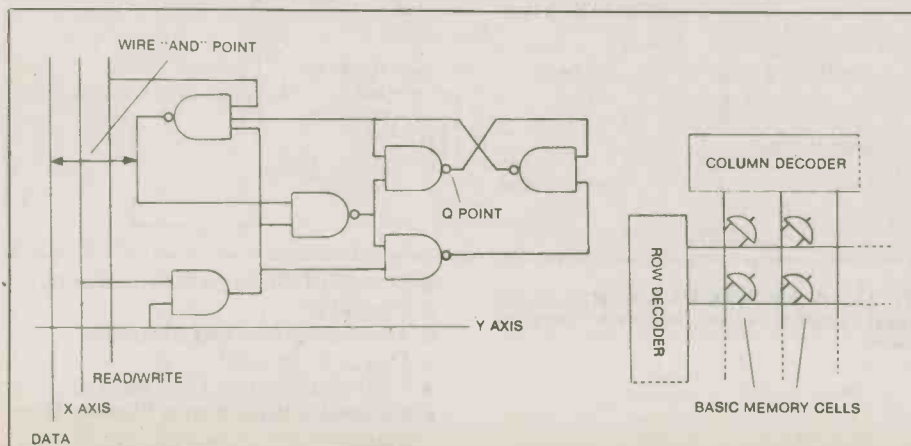 WIRE "AND" POINT
COLUMN DECODER
Q POINT
ROW DECODER
Y AXIS
READ/WRITE
X AXIS
BASIC MEMORY CELLS
DATA